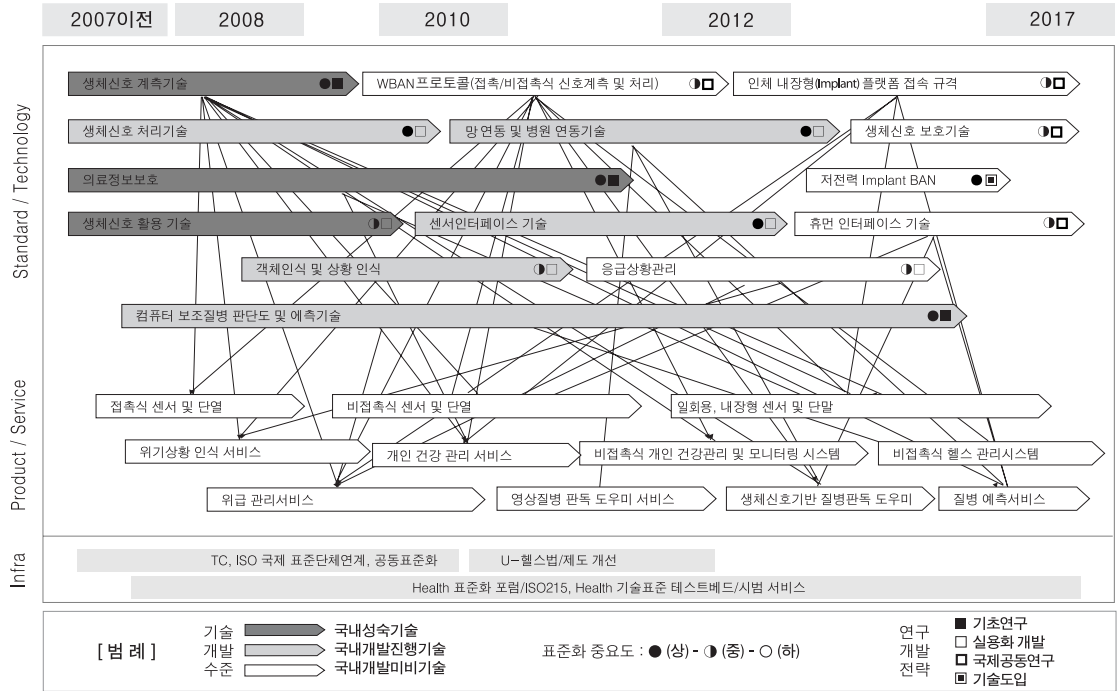 2007이전 2008 2010 2012 2017
Standard / Technology
생체신호 계측기술
WBAN프로토콜(접촉/비접촉식 신호계측 및 처리)
인체 내장형(Implant) 플랫폼 접속 규격
생체신호 처리기술
망 연동 및 병원 연동기술
생체신호 보호기술
의료정보보호
저전력 Implant BAN
생체신호 활용 기술
센서인터페이스 기술
휴먼 인터페이스 기술
객체인식 및 상황 인식
응급상황관리
컴퓨터 보조질병 판단도 및 에측기술
Product / Service
접촉식 센서 및 단열
비접촉식 센서 및 단열
일회용, 내장형 센서 및 단말
위기상황 인식 서비스
개인 건강 관리 서비스
비접촉식 개인 건강관리 및 모니터링 시스템
비접촉식 헬스 관리시스템
위급 관리서비스
영상질병 판독 도우미 서비스
생체신호기반 질병판독 도우미
질병 예측서비스
Infra
TC, ISO 국제 표준단체연계, 공동표준화
U-헬스법/제도 개선
Health 표준화 포럼/ISO215, Health 기술표준 테스트베드/시범 서비스
[범 례]
기술 개발 수준
국내성숙기술
국내개발진행기술
국내개발미비기술
표준화 중요도 : ● (상) - ◑ (중) - ○ (하)
연구 개발 전략
■ 기초연구
□ 실용화 개발
□ 국제공동연구
▣ 기술도입